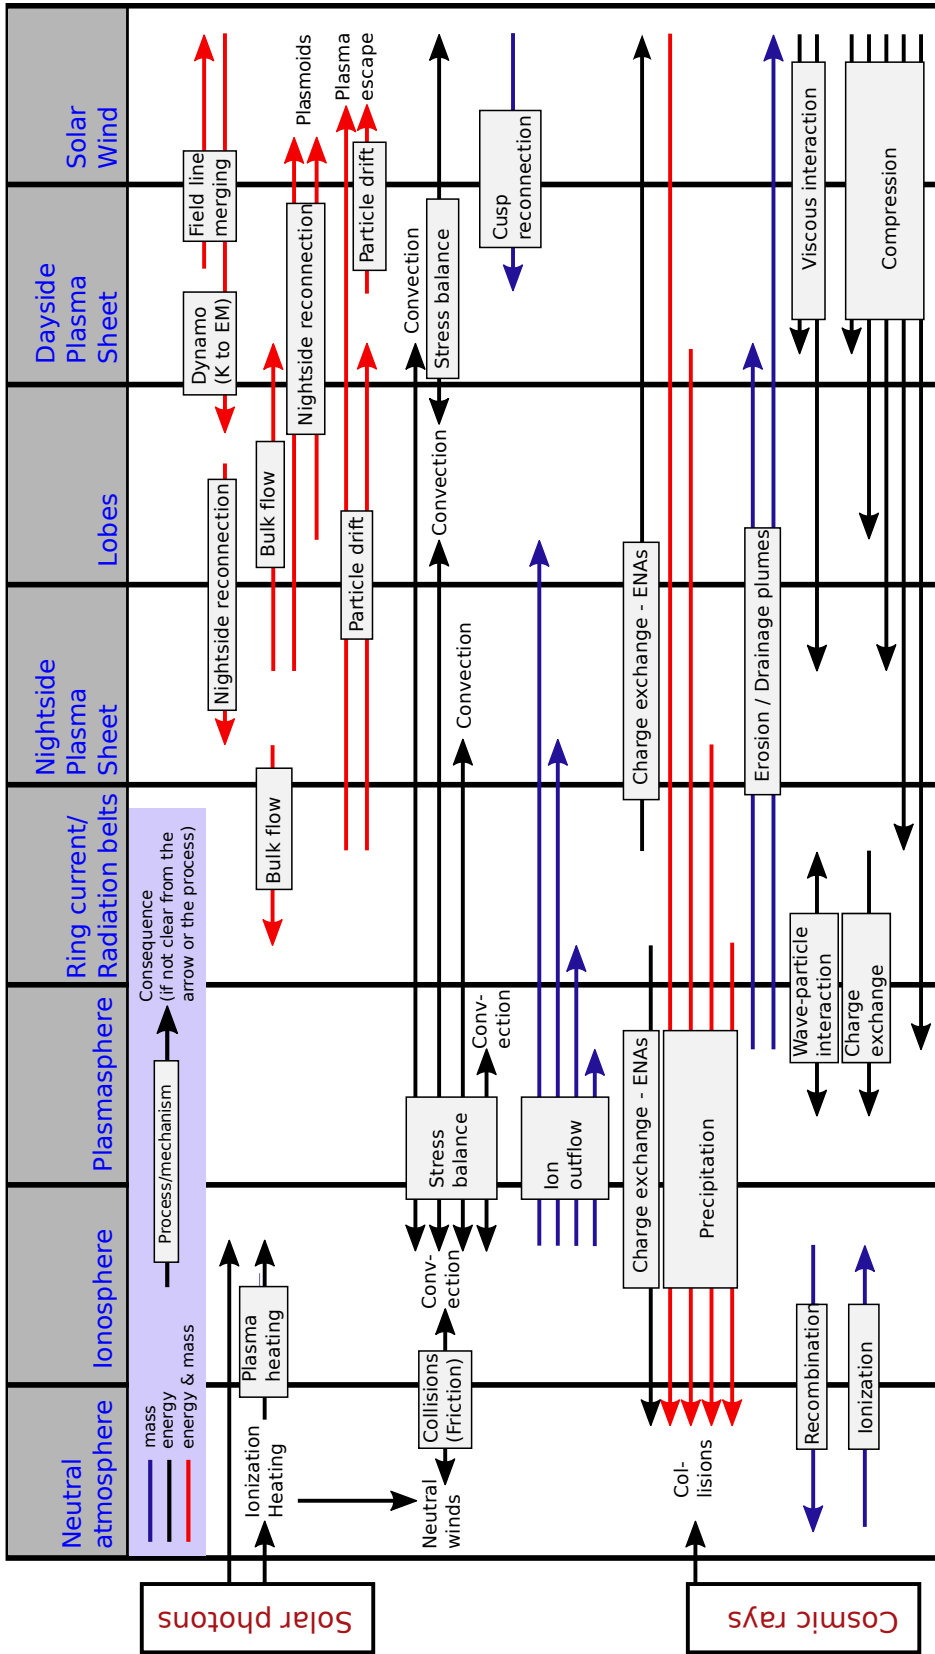 Neutral
atmosphere
Ionosphere
Plasmasphere
Ring current/
Radiation belts
Nightside
Plasma
Sheet
Lobes
Dayside
Plasma
Sheet
Solar
Wind
mass
energy
energy & mass
Process/mechanism
Consequence
(if not clear from the
arrow or the process)
Solar photons
Cosmic rays
Ionization
Heating
Plasma
heating
Neutral
winds
Collisions
(Friction)
Conv-
ection
Stress
balance
Conv-
ection
Convection
Convection
Convection
Stress balance
Field line
merging
Dynamo
(K to EM)
Nightside reconnection
Bulk flow
Bulk flow
Nightside reconnection
Plasmoids
Particle drift
Particle drift
Plasma
escape
Cusp
reconnection
Ion
outflow
Charge exchange - ENAs
Charge exchange - ENAs
Precipitation
Col-
lisions
Erosion / Drainage plumes
Recombination
Ionization
Wave-particle
interaction
Charge
exchange
Viscous interaction
Compression